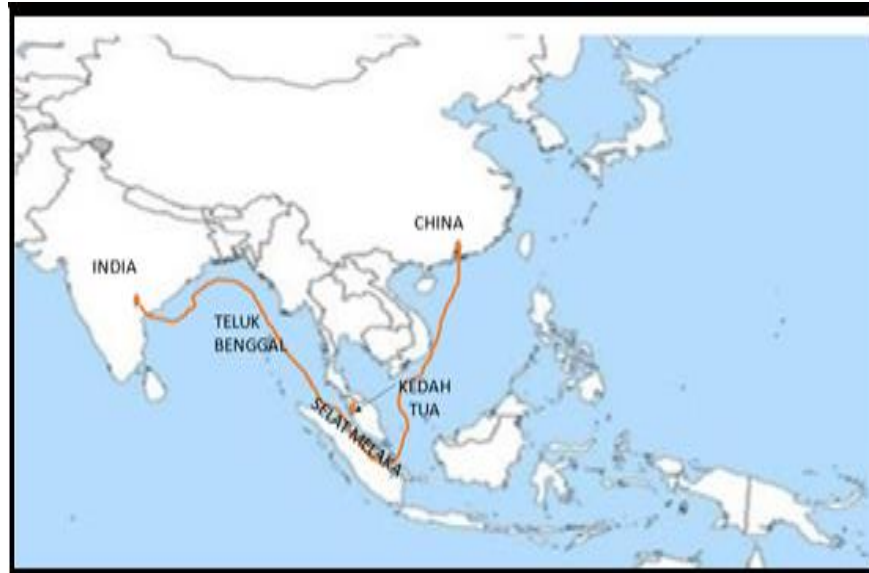 CHINA
INDIA
TELUK
BENGGAL
KEDAH
TUA
SELAT MELAKA